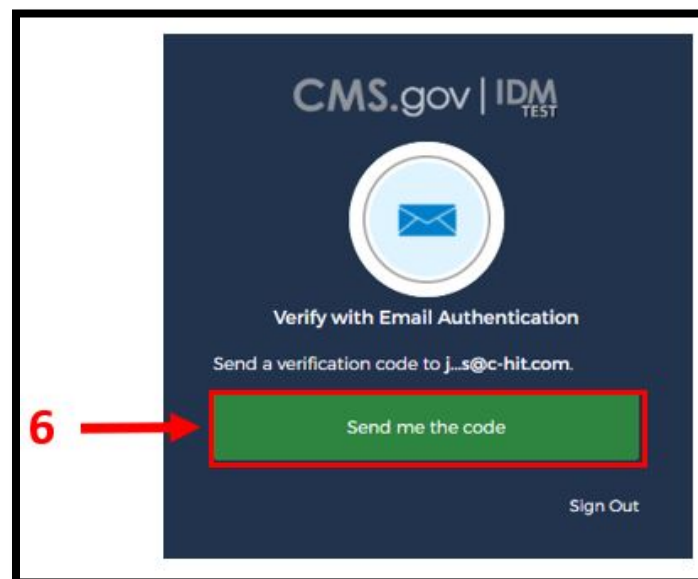 CMS.gov | IDM
TEST
Verify with Email Authentication
Send a verification code to j...s@c-hit.com.
6
Send me the code
Sign Out